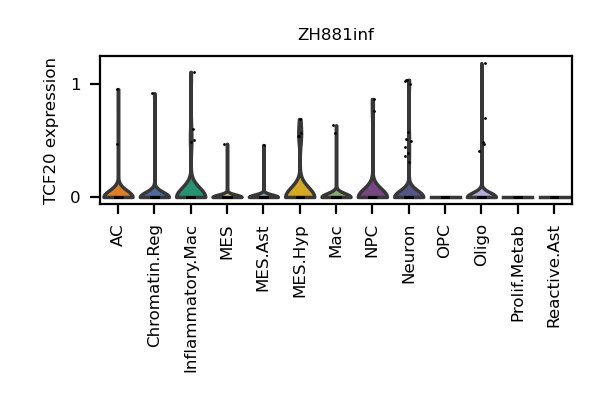 ZH881inf
TCF20 expression
1
0
AC
Chromatin.Reg
Inflammatory.Mac
MES
MES.Ast
MES.Hyp
Mac
NPC
Neuron
OPC
Oligo
Prolif.Metab
Reactive.Ast